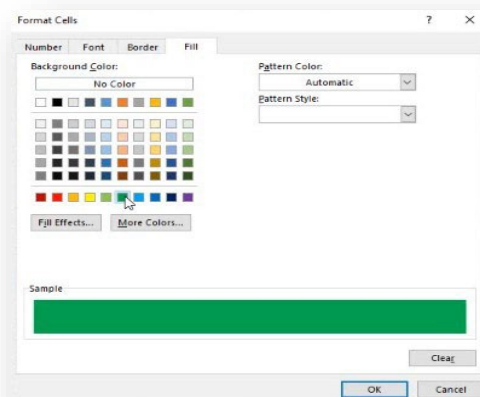 Format Cells ? ×
Number Font Border Fill
Background Color:
No Color
Pattern Color:
Automatic
Pattern Style:
Fill Effects... More Colors...
Sample
Clear
OK Cancel